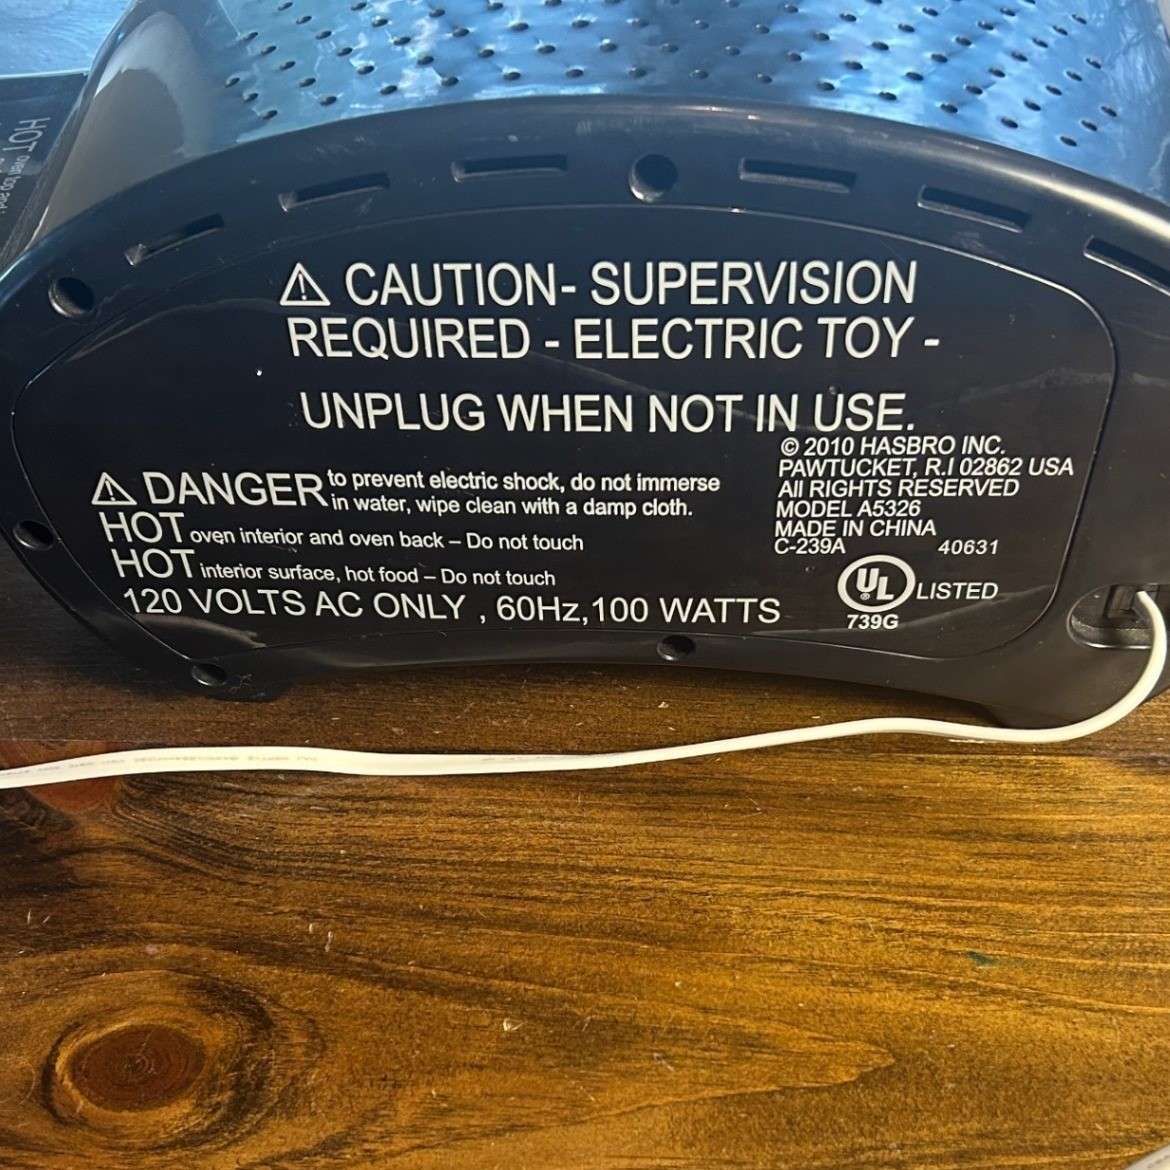 HOT oven top and
⚠ CAUTION- SUPERVISION
REQUIRED - ELECTRIC TOY -
UNPLUG WHEN NOT IN USE.
© 2010 HASBRO INC.
PAWTUCKET, R.I 02862 USA
All RIGHTS RESERVED
MODEL A5326
MADE IN CHINA
C-239A 40631
⚠ DANGER to prevent electric shock, do not immerse
in water, wipe clean with a damp cloth.
HOT oven interior and oven back – Do not touch
HOT interior surface, hot food – Do not touch
120 VOLTS AC ONLY , 60Hz,100 WATTS
UL LISTED
739G